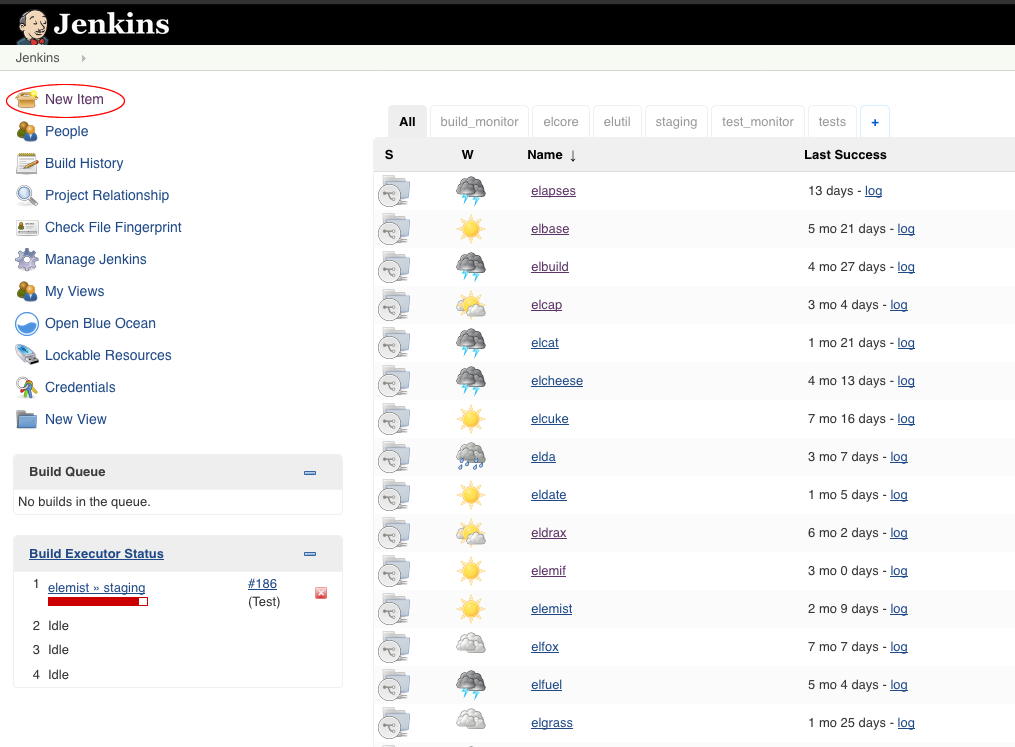 Jenkins
Jenkins
New Item
People
Build History
Project Relationship
Check File Fingerprint
Manage Jenkins
My Views
Open Blue Ocean
Lockable Resources
Credentials
New View
Build Queue
No builds in the queue.
Build Executor Status
1 elemist » staging #186
(Test)
2 Idle
3 Idle
4 Idle
All build_monitor elcore elutil staging test_monitor tests +
S W Name ↓ Last Success
elapses 13 days - log
elbase 5 mo 21 days - log
elbuild 4 mo 27 days - log
elcap 3 mo 4 days - log
elcat 1 mo 21 days - log
elcheese 4 mo 13 days - log
elcuke 7 mo 16 days - log
elda 3 mo 7 days - log
eldate 1 mo 5 days - log
eldrax 6 mo 2 days - log
elemif 3 mo 0 days - log
elemist 2 mo 9 days - log
elfox 7 mo 7 days - log
elfuel 5 mo 4 days - log
elgrass 1 mo 25 days - log